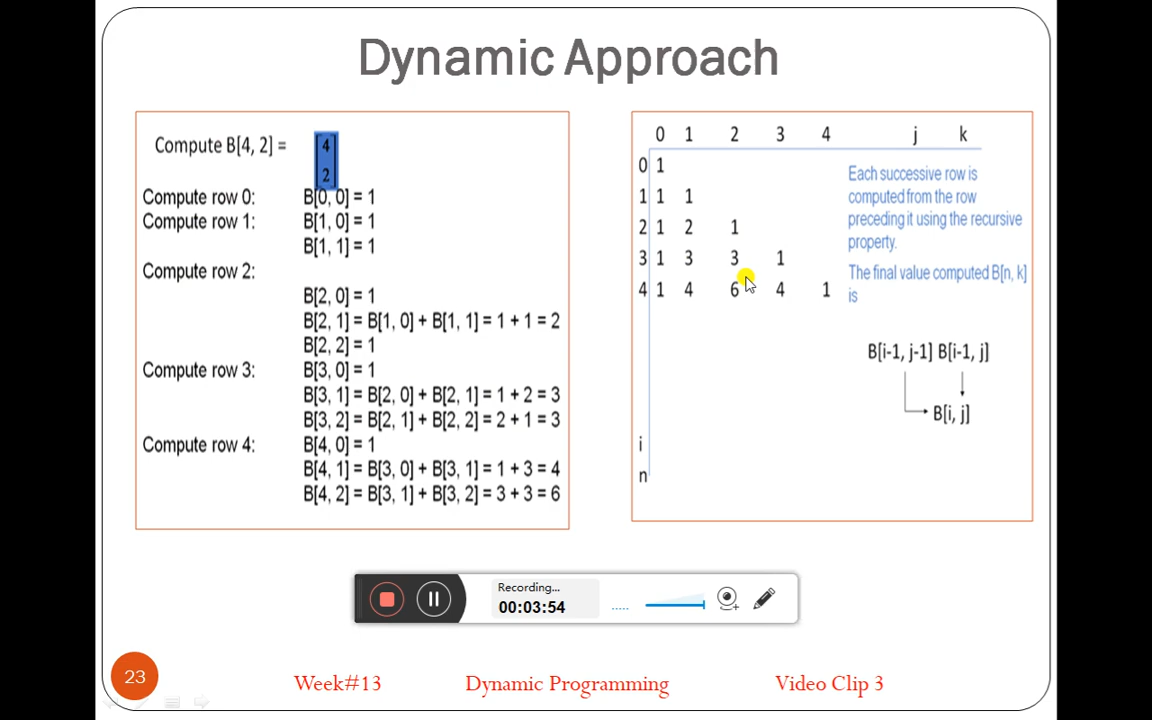 Dynamic Approach
Compute B[4, 2] =
4
2
Compute row 0: B[0, 0] = 1
Compute row 1: B[1, 0] = 1
B[1, 1] = 1
Compute row 2:
B[2, 0] = 1
B[2, 1] = B[1, 0] + B[1, 1] = 1 + 1 = 2
B[2, 2] = 1
Compute row 3: B[3, 0] = 1
B[3, 1] = B[2, 0] + B[2, 1] = 1 + 2 = 3
B[3, 2] = B[2, 1] + B[2, 2] = 2 + 1 = 3
Compute row 4: B[4, 0] = 1
B[4, 1] = B[3, 0] + B[3, 1] = 1 + 3 = 4
B[4, 2] = B[3, 1] + B[3, 2] = 3 + 3 = 6
0 1 2 3 4 j k
0 1
1 1 1
2 1 2 1
3 1 3 3 1
4 1 4 6 4 1
i
n
Each successive row is
computed from the row
preceding it using the recursive
property.
The final value computed B[n, k]
is
B[i-1, j-1] B[i-1, j]
B[i, j]
Recording...
00:03:54
23
Week#13 Dynamic Programming Video Clip 3